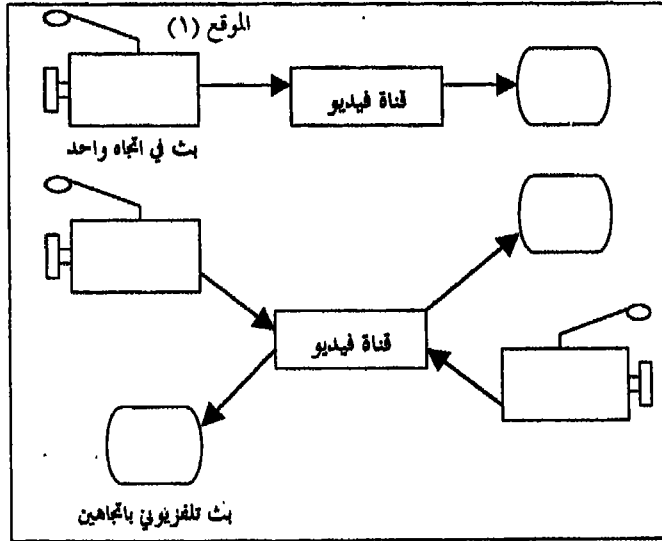 الموقع (١)
قناة فيديو
بث في اتجاه واحد
قناة فيديو
بث تلفزيوني باتجاهين